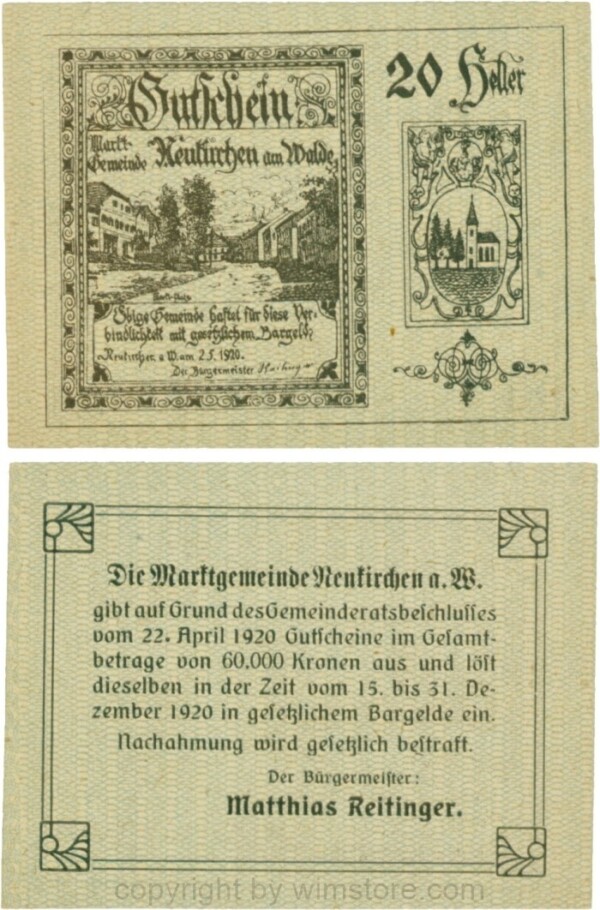 Gutschein
20 Heller
Markt-
Gemeinde Neukirchen am Walde
Obige Gemeinde haftet für diese Ver-
bindlichkeit mit gesetzlichem Bargeld.
Neukirchen a. W. am 2.5. 1920.
Der Bürgermeister
Die Marktgemeinde Neukirchen a. W.
gibt auf Grund des Gemeinderatsbeschlusses
vom 22. April 1920 Gutscheine im Gesamt-
betrage von 60.000 Kronen aus und löst
dieselben in der Zeit vom 15. bis 31. De-
zember 1920 in gesetzlichem Bargelde ein.
Nachahmung wird gesetzlich bestraft.
Der Bürgermeister:
Matthias Reitinger.
copyright by wimstore.com